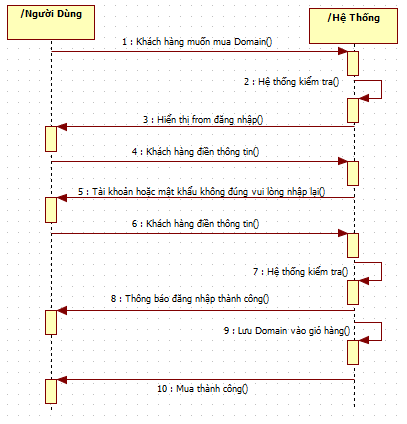 /Người Dùng
/Hệ Thống
1 : Khách hàng muốn mua Domain()
2 : Hệ thống kiểm tra()
3 : Hiển thị from đăng nhập()
4 : Khách hàng điền thông tin()
5 : Tài khoản hoặc mật khẩu không đúng vui lòng nhập lại()
6 : Khách hàng điền thông tin()
7 : Hệ thống kiểm tra()
8 : Thông báo đăng nhập thành công()
9 : Lưu Domain vào giỏ hàng()
10 : Mua thành công()